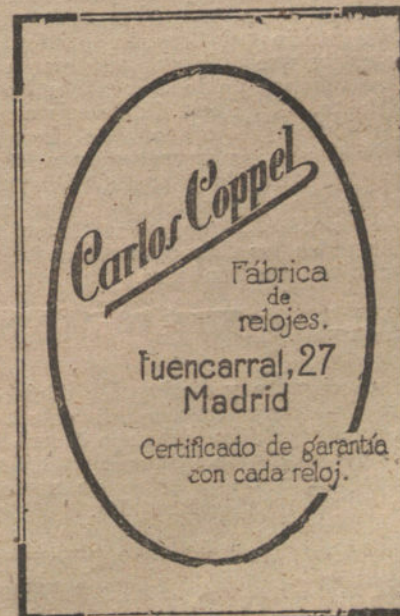 Carlos Coppel
Fábrica
de
relojes.
Fuencarral, 27
Madrid
Certificado de garantía
con cada reloj.